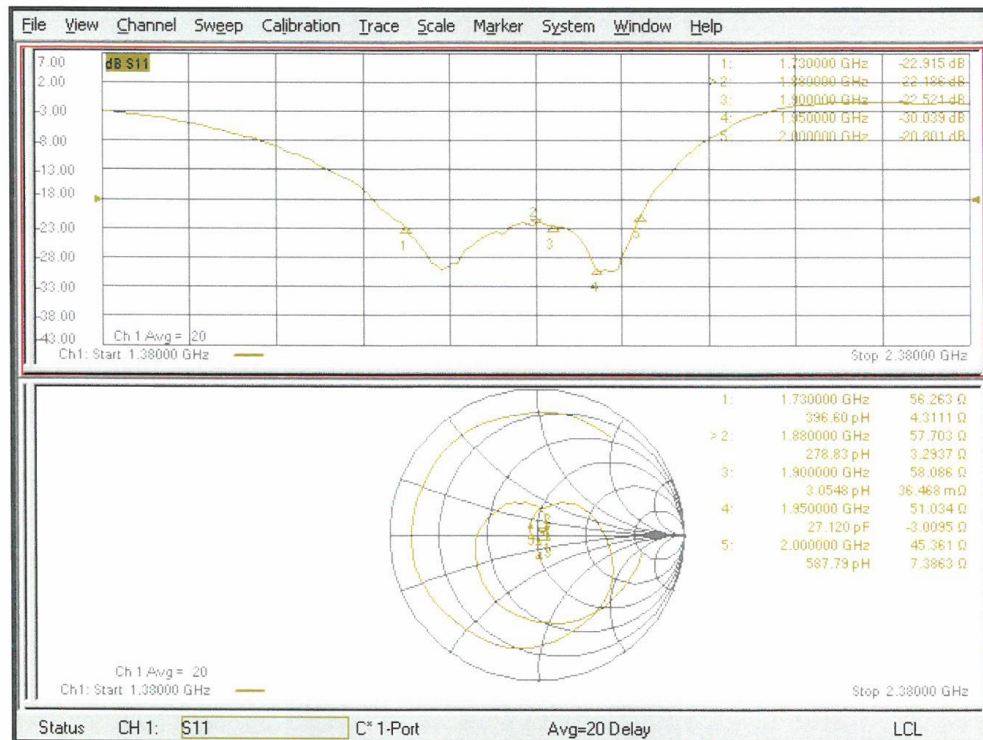 File View Channel Sweep Calibration Trace Scale Marker System Window Help
7.00
2.00
-3.00
-8.00
-13.00
-18.00
-23.00
-28.00
-33.00
-38.00
-43.00
dB S11
1: 1.730000 GHz -22.915 dB
>2: 1.880000 GHz -22.186 dB
3: 1.900000 GHz -22.521 dB
4: 1.950000 GHz -30.039 dB
5: 2.000000 GHz -20.801 dB
1
2
3
4
5
Ch 1 Avg = 20
Ch1: Start 1.38000 GHz
Stop 2.38000 GHz
1: 1.730000 GHz 56.263 Ω
396.60 pH 4.3111 Ω
>2: 1.880000 GHz 57.703 Ω
278.83 pH 3.2937 Ω
3: 1.900000 GHz 58.086 Ω
3.0548 pH 36.468 mΩ
4: 1.950000 GHz 51.034 Ω
27.120 pF -3.0095 Ω
5: 2.000000 GHz 45.361 Ω
587.79 pH 7.3863 Ω
Ch 1 Avg = 20
Ch1: Start 1.38000 GHz
Stop 2.38000 GHz
Status CH 1: S11 C* 1-Port Avg=20 Delay LCL